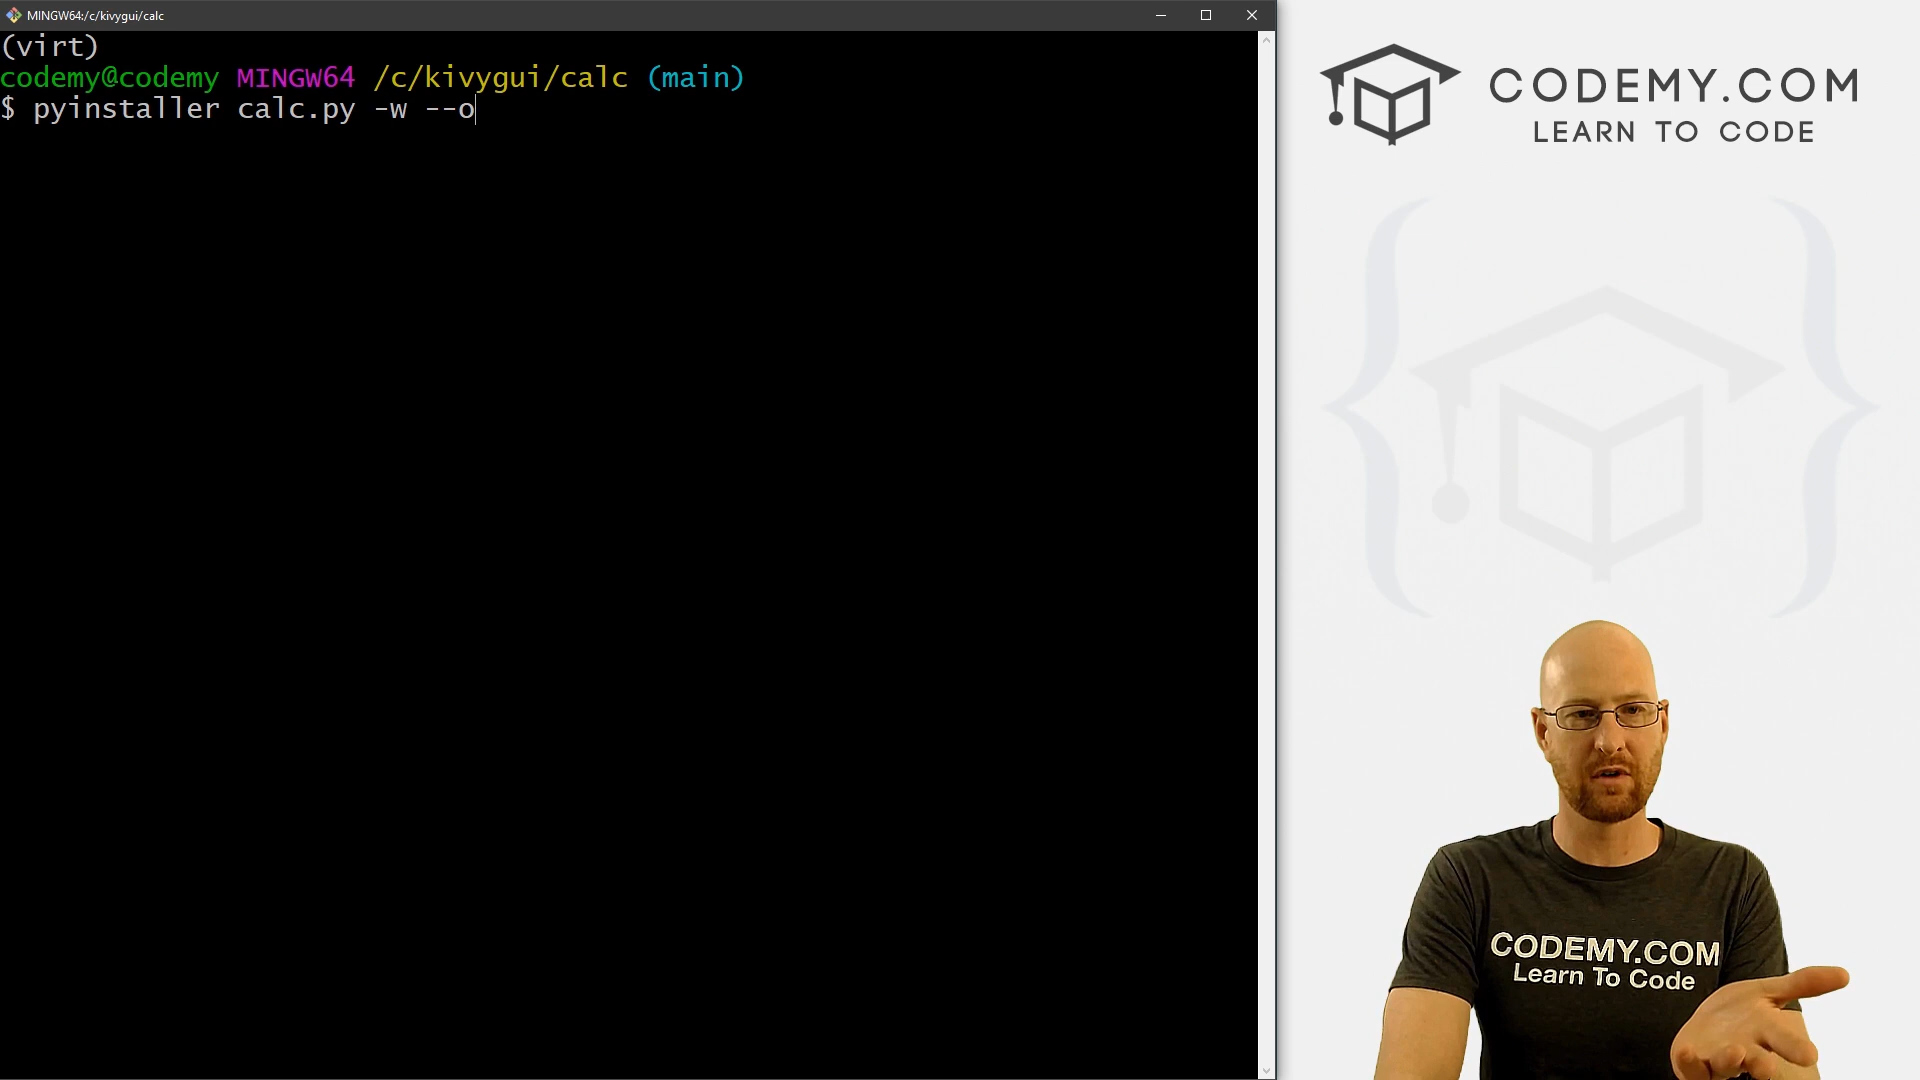 MINGW64:/c/kivygui/calc
(virt)
codemy@codemy MINGW64 /c/kivygui/calc (main)
$ pyinstaller calc.py -w --o
CODEMY.COM
LEARN TO CODE
CODEMY.COM
Learn To Code